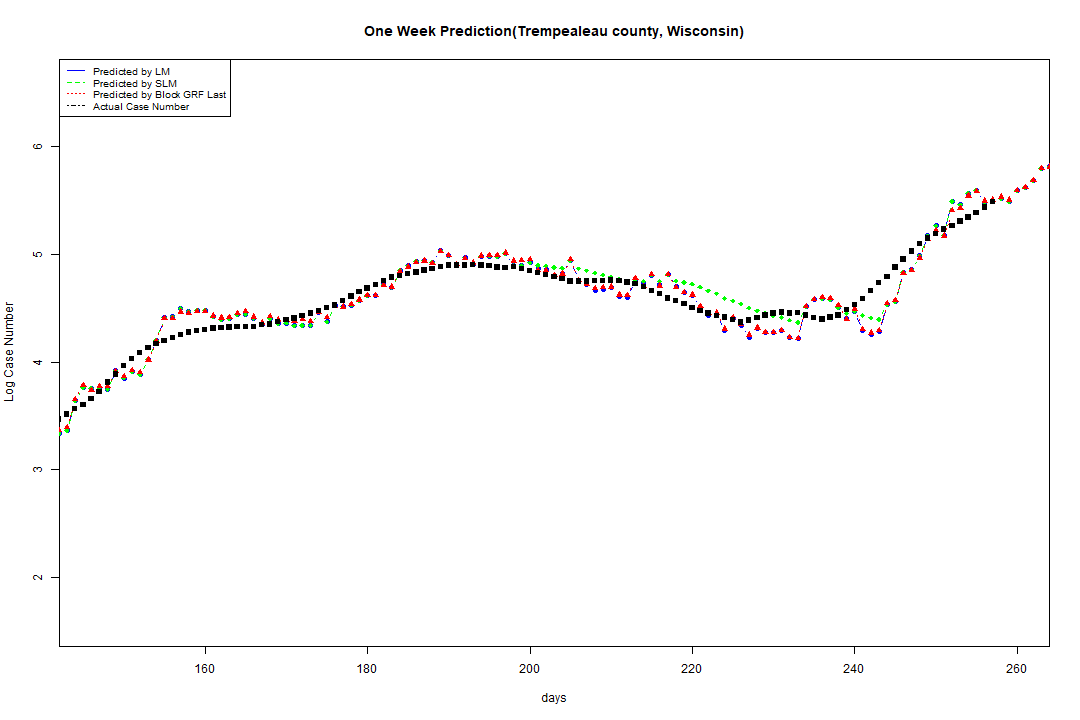 One Week Prediction(Trempealeau county, Wisconsin)
Predicted by LM
Predicted by SLM
Predicted by Block GRF Last
Actual Case Number
Log Case Number
6
5
4
3
2
160 180 200 220 240 260
days